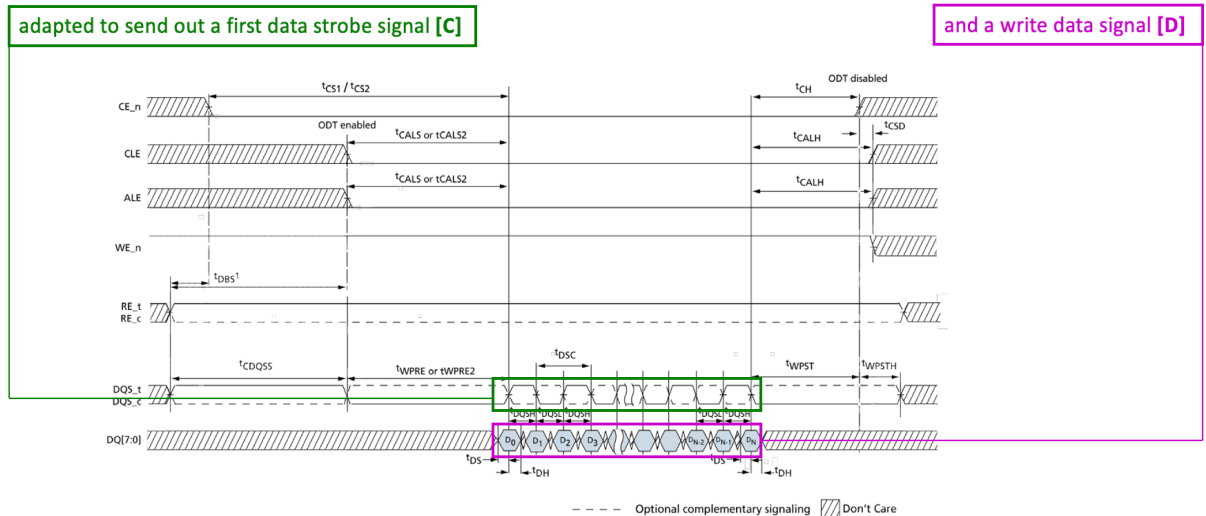 adapted to send out a first data strobe signal [C]
and a write data signal [D]
ODT disabled
tCS1 / tCS2
tCH
CE_n
ODT enabled
tCSD
tCALS or tCALS2
tCALH
CLE
tCALS or tCALS2
tCALH
ALE
WE_n
tDBS1
RE_t
RE_c
tDSC
tCDQSS
tWPRE or tWPRE2
tWPST
tWPSTH
DQS_t
DQS_c
tDQSH tDQSL tDQSH tDQSL tDQSH
DQ[7:0]
D0 D1 D2 D3 DN-2 DN-1 DN
tDS tDS
tDH tDH
Optional complementary signaling
Don't Care